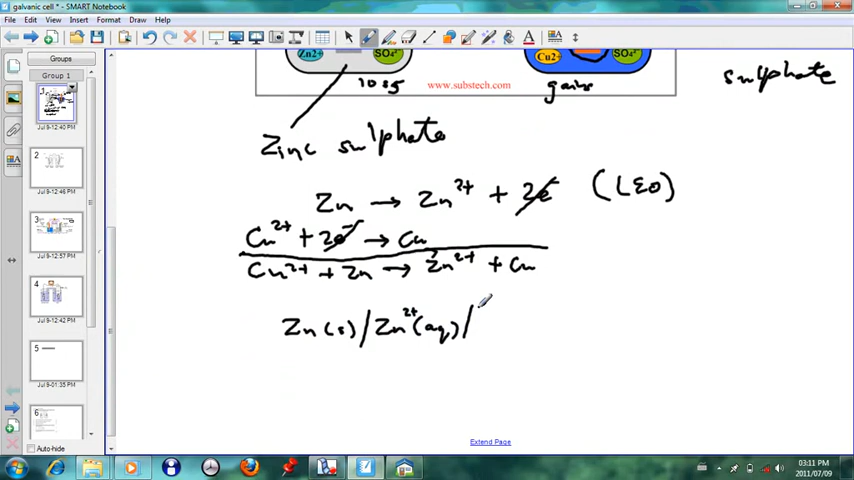 galvanic cell * - SMART Notebook
File Edit View Insert Format Draw Help
Groups
Group 1
Jul 9-12:40 PM
2
Jul 9-12:46 PM
3
Jul 9-12:57 PM
4
Jul 9-12:42 PM
5
Jul 9-01:35 PM
6
Auto-hide
Zn2+ SO4²⁻ Cu2+ SO4²⁻
loss www.substech.com gains
sulphate
Zinc sulphate
Zn → Zn²⁺ + 2e⁻ (LEO)
Cu²⁺ + 2e⁻ → Cu
Cu²⁺ + Zn → Zn²⁺ + Cu
Zn(s)/Zn²⁺(aq)/
Extend Page
03:11 PM
2011/07/09